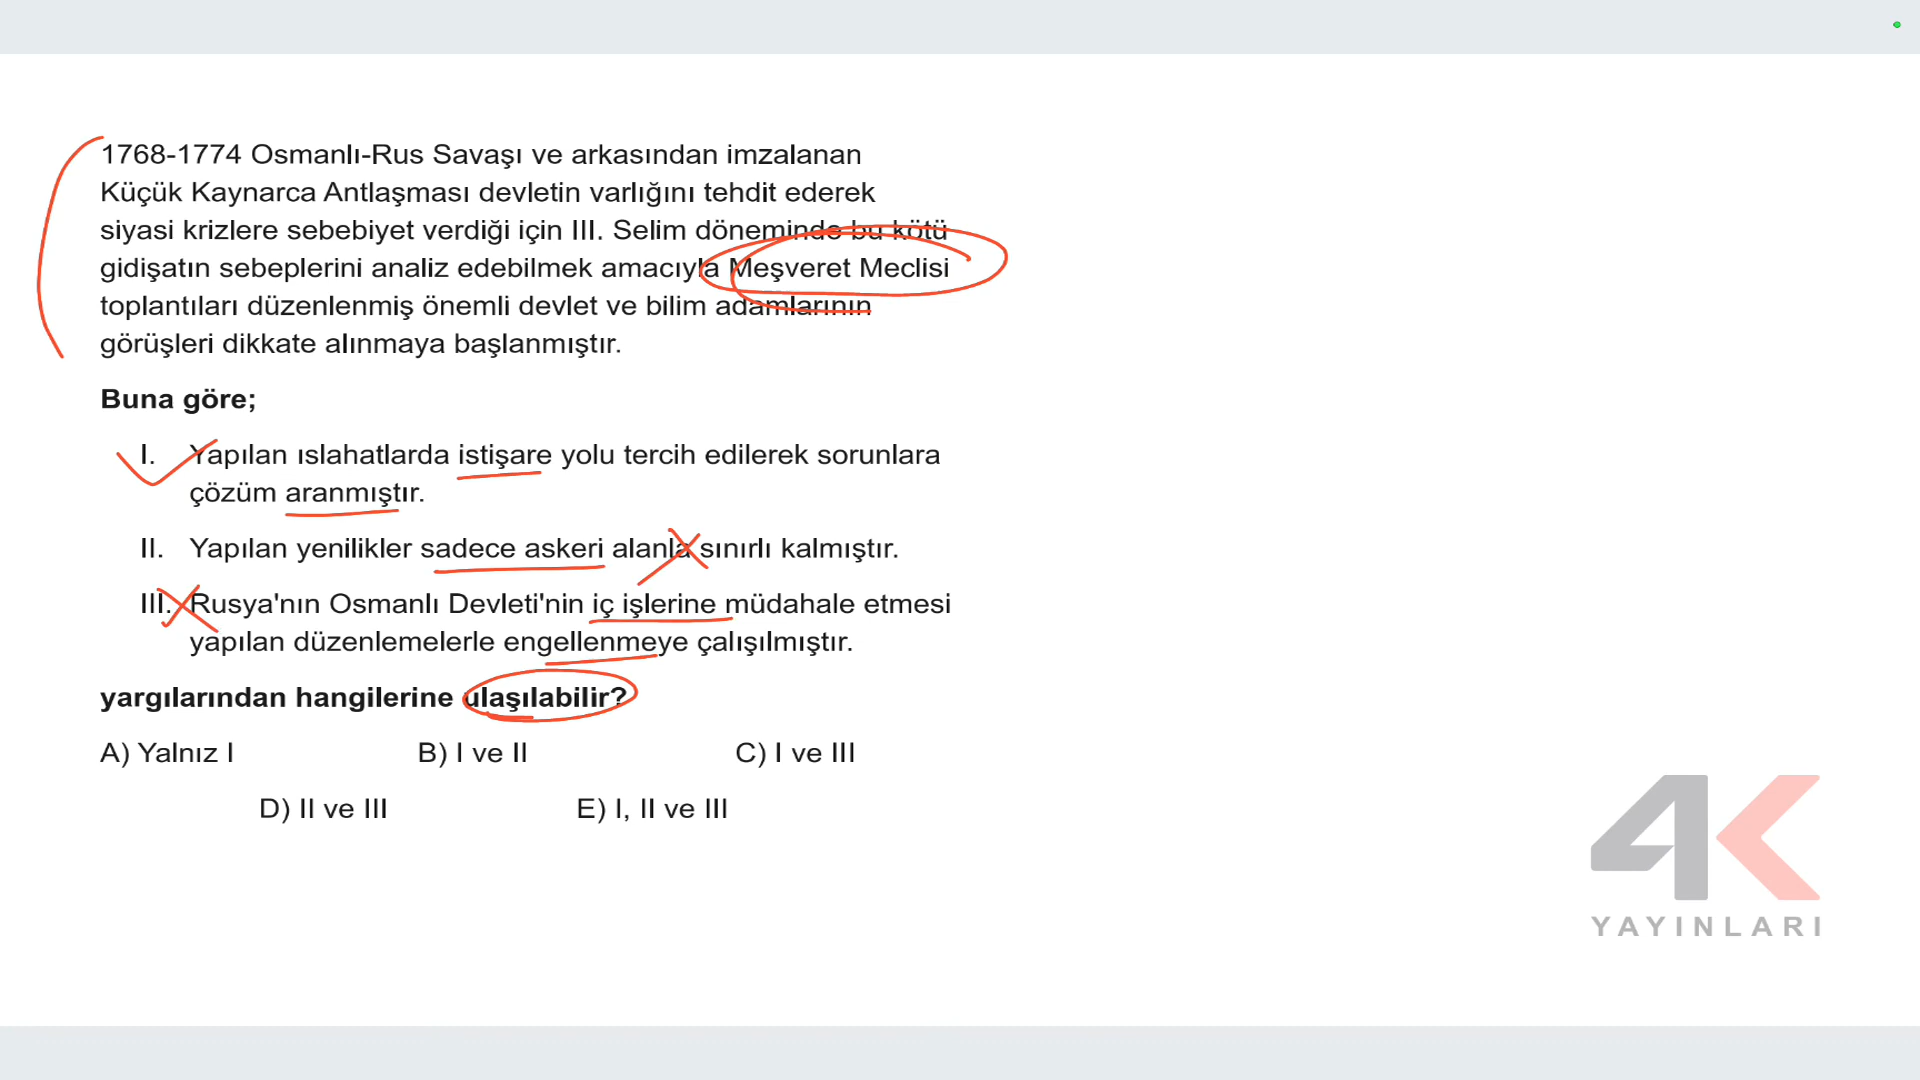 1768-1774 Osmanlı-Rus Savaşı ve arkasından imzalanan
Küçük Kaynarca Antlaşması devletin varlığını tehdit ederek
siyasi krizlere sebebiyet verdiği için III. Selim döneminde bu kötü
gidişatın sebeplerini analiz edebilmek amacıyla Meşveret Meclisi
toplantıları düzenlenmiş önemli devlet ve bilim adamlarının
görüşleri dikkate alınmaya başlanmıştır.
Buna göre;
I. Yapılan ıslahatlarda istişare yolu tercih edilerek sorunlara
çözüm aranmıştır.
II. Yapılan yenilikler sadece askeri alanla sınırlı kalmıştır.
III. Rusya'nın Osmanlı Devleti'nin iç işlerine müdahale etmesi
yapılan düzenlemelerle engellenmeye çalışılmıştır.
yargılarından hangilerine ulaşılabilir?
A) Yalnız I B) I ve II C) I ve III
D) II ve III E) I, II ve III
4K
YAYINLARI